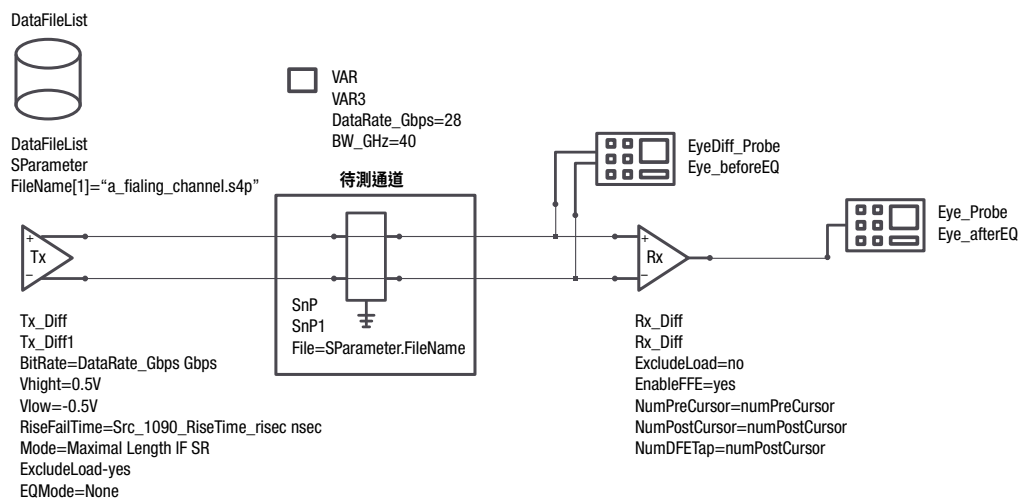 DataFileList
DataFileList
SParameter
FileName[1]=“a_fialing_channel.s4p”
VAR
VAR3
DataRate_Gbps=28
BW_GHz=40
待測通道
EyeDiff_Probe
Eye_beforeEQ
Eye_Probe
Eye_afterEQ
+
Tx
−
SnP
SnP1
File=SParameter.FileName
+
Rx
−
Tx_Diff
Tx_Diff1
BitRate=DataRate_Gbps Gbps
Vhight=0.5V
Vlow=-0.5V
RiseFailTime=Src_1090_RiseTime_risec nsec
Mode=Maximal Length IF SR
ExcludeLoad-yes
EQMode=None
Rx_Diff
Rx_Diff
ExcludeLoad=no
EnableFFE=yes
NumPreCursor=numPreCursor
NumPostCursor=numPostCursor
NumDFETap=numPostCursor